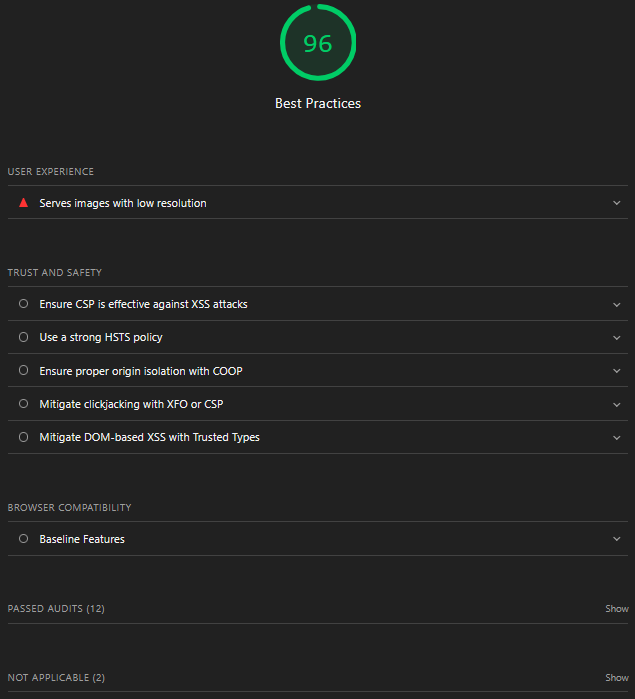 96
Best Practices
USER EXPERIENCE
Serves images with low resolution
TRUST AND SAFETY
Ensure CSP is effective against XSS attacks
Use a strong HSTS policy
Ensure proper origin isolation with COOP
Mitigate clickjacking with XFO or CSP
Mitigate DOM-based XSS with Trusted Types
BROWSER COMPATIBILITY
Baseline Features
PASSED AUDITS (12) Show
NOT APPLICABLE (2) Show